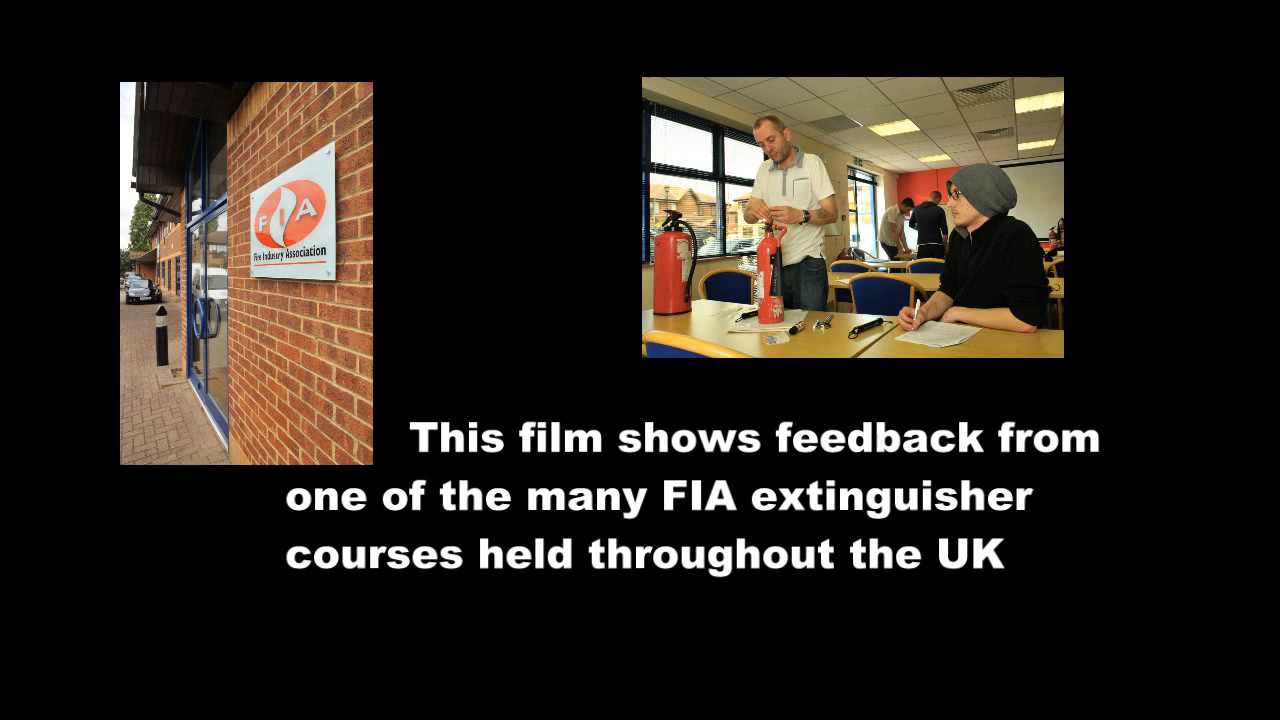 FIA
Fire Industry Association
This film shows feedback from
one of the many FIA extinguisher
courses held throughout the UK